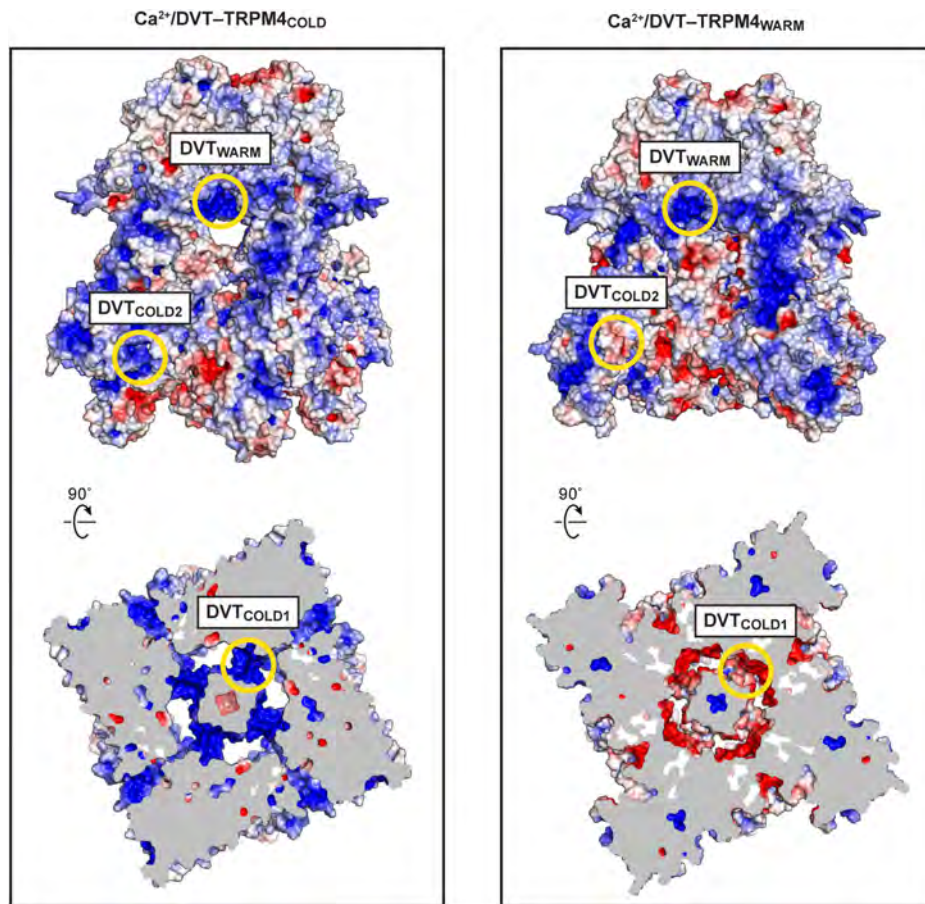 Ca²⁺/DVT–TRPM4COLD
Ca²⁺/DVT–TRPM4WARM
DVTWARM
DVTCOLD2
DVTWARM
DVTCOLD2
90°
DVTCOLD1
90°
DVTCOLD1